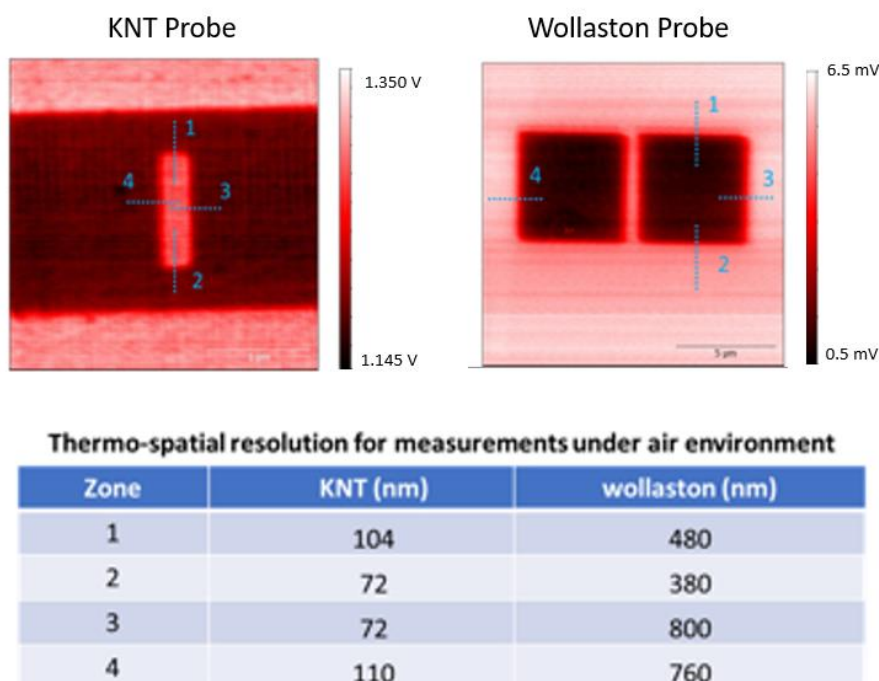 KNT Probe
Wollaston Probe
1.350 V
1.145 V
1
4
3
2
6.5 mV
0.5 mV
1
4
3
2
5 µm
Thermo-spatial resolution for measurements under air environment
Zone KNT (nm) wollaston (nm)
1 104 480
2 72 380
3 72 800
4 110 760